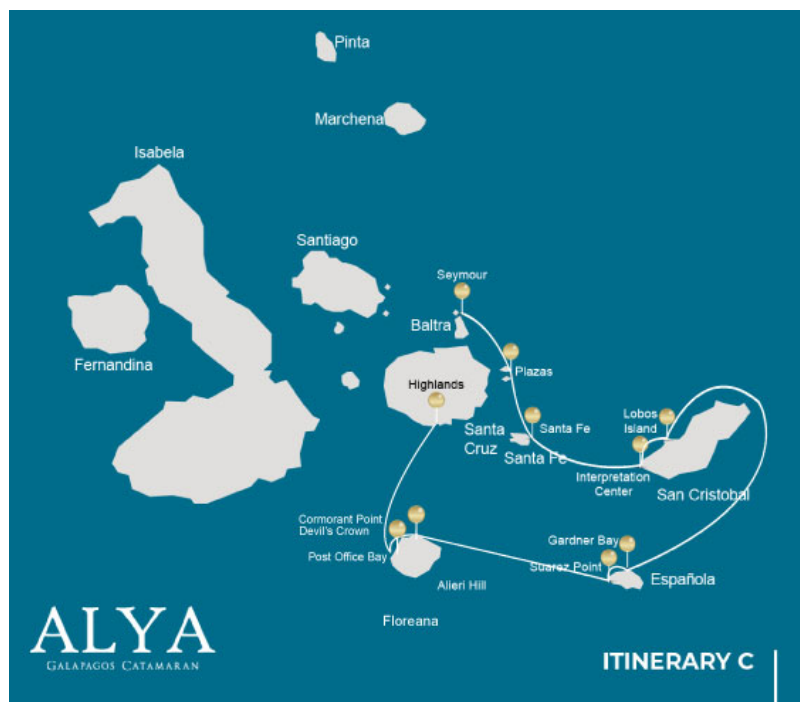 Pinta
Marchena
Isabela
Santiago
Seymour
Baltra
Fernandina
Plazas
Highlands
Lobos
Island
Santa Fe
Santa
Cruz
Santa Fe
Interpretation
Center
San Cristobal
Cormorant Point
Devil's Crown
Post Office Bay
Gardner Bay
Suarez Point
Española
Alieri Hill
Floreana
ALYA
GALAPAGOS CATAMARAN
ITINERARY C